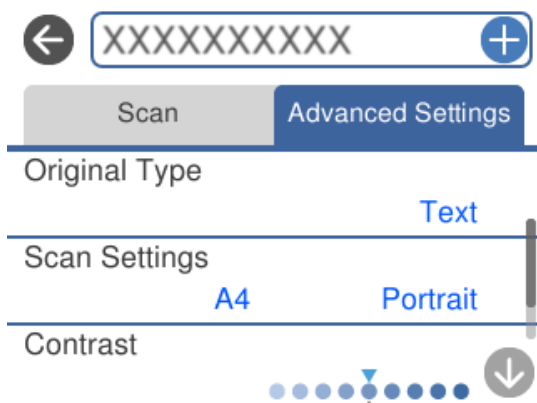 XXXXXXXXXX
Scan
Advanced Settings
Original Type
Text
Scan Settings
A4 Portrait
Contrast